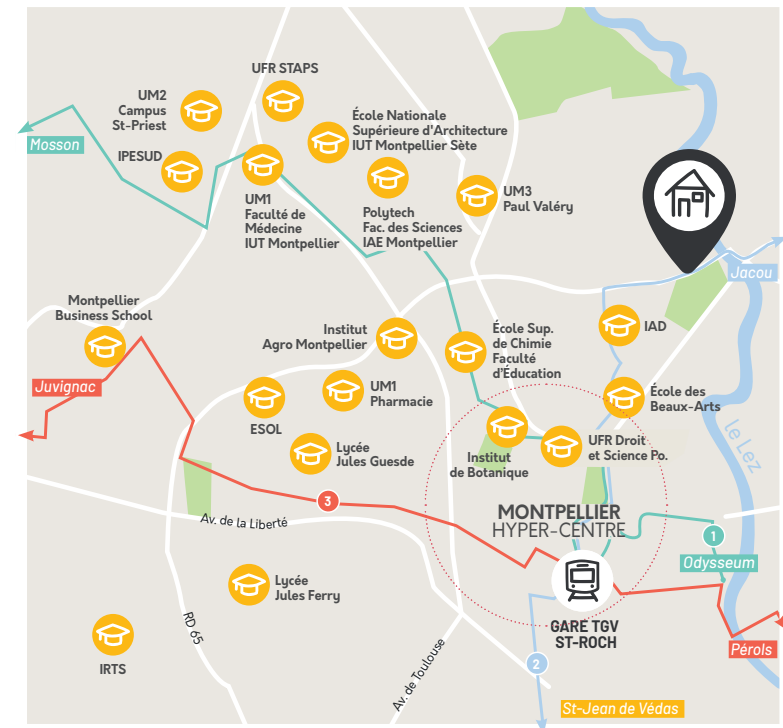 UFR STAPS
UM2
Campus
St-Priest
École Nationale
Supérieure d'Architecture
IUT Montpellier Sète
Mosson
IPESUD
UM1
Faculté de
Médecine
IUT Montpellier
Polytech
Fac. des Sciences
IAE Montpellier
UM3
Paul Valéry
Jacou
Montpellier
Business School
Institut
Agro Montpellier
École Sup.
de Chimie
Faculté
d'Éducation
IAD
Juvignac
UM1
Pharmacie
École des
Beaux-Arts
ESOL
le Lez
Lycée
Jules Guesde
Institut
de Botanique
UFR Droit
et Science Po.
3
MONTPELLIER
HYPER-CENTRE
Av. de la Liberté
1
Odysseum
Lycée
Jules Ferry
GARE TGV
ST-ROCH
RD 65
IRTS
Av. de Toulouse
2
Pérols
St-Jean de Védas